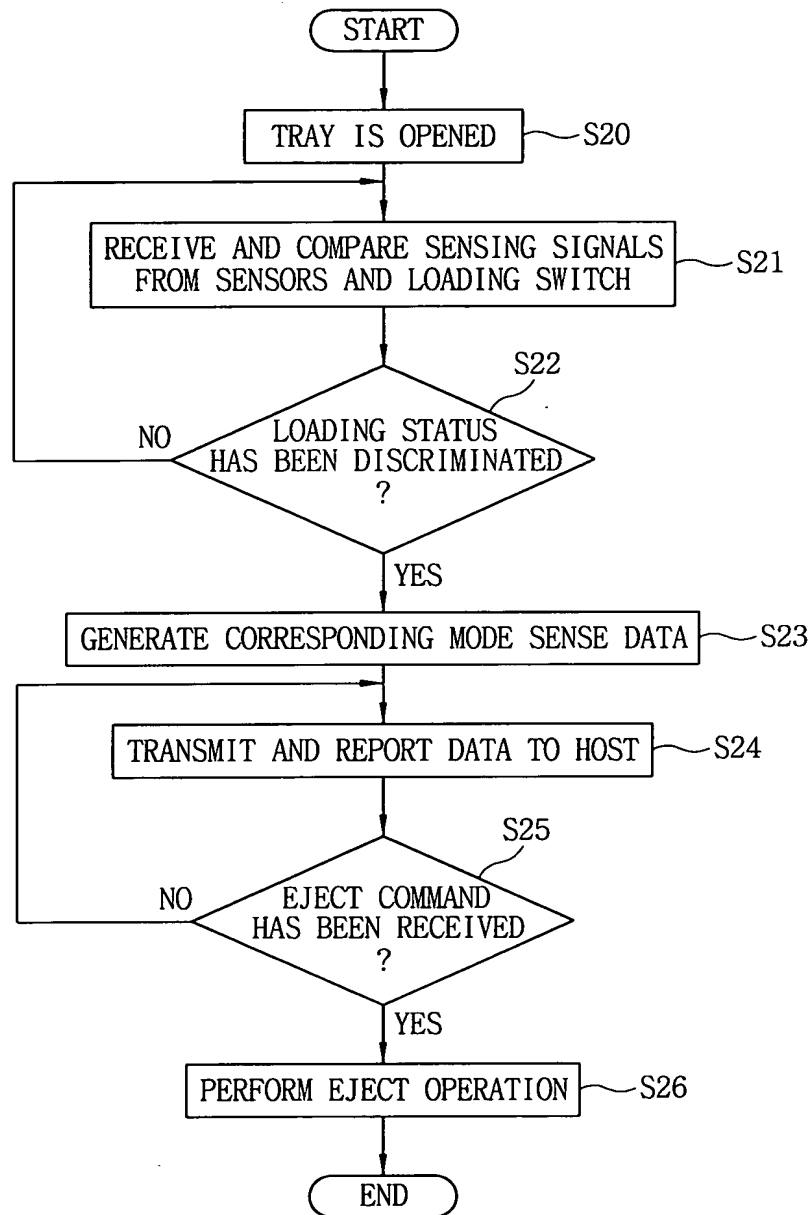 START
TRAY IS OPENED
S20
RECEIVE AND COMPARE SENSING SIGNALS
FROM SENSORS AND LOADING SWITCH
S21
S22
LOADING STATUS
HAS BEEN DISCRIMINATED
?
NO
YES
GENERATE CORRESPONDING MODE SENSE DATA
S23
TRANSMIT AND REPORT DATA TO HOST
S24
S25
EJECT COMMAND
HAS BEEN RECEIVED
?
NO
YES
PERFORM EJECT OPERATION
S26
END